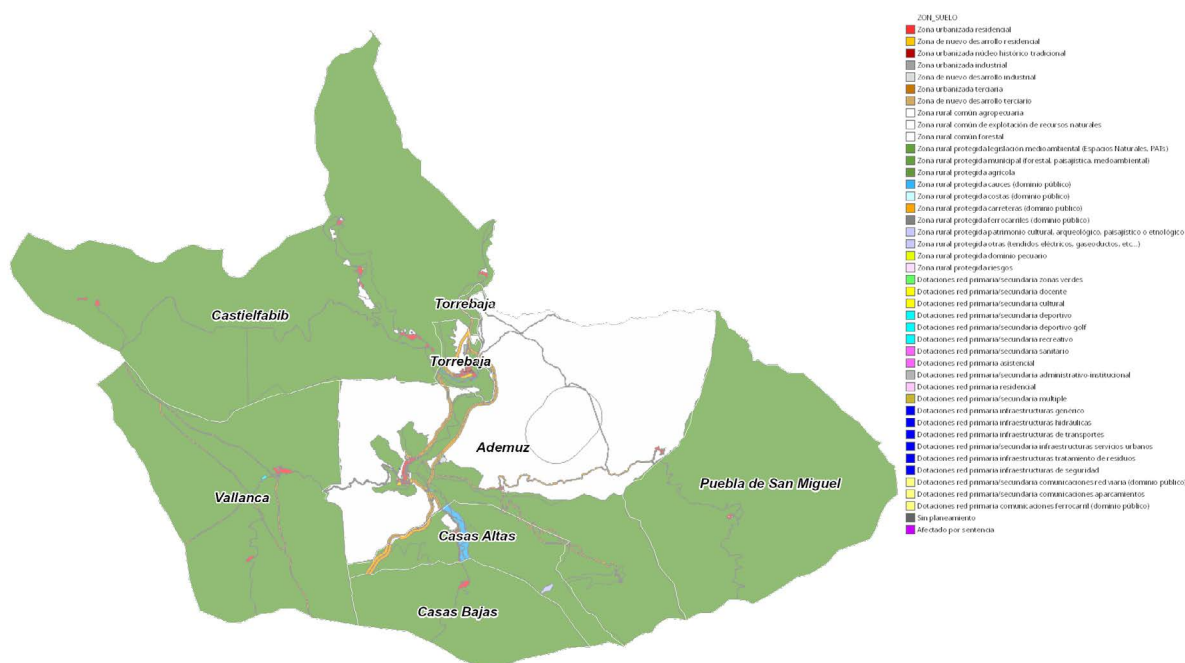 ZON_SUELO
Zona urbanizada residencial
Zona de nuevo desarrollo residencial
Zona urbanizada núcleo histórico tradicional
Zona urbanizada industrial
Zona de nuevo desarrollo industrial
Zona urbanizada terciaria
Zona de nuevo desarrollo terciario
Zona rural común agropecuaria
Zona rural común de explotación de recursos naturales
Zona rural común forestal
Zona rural protegida legislación medioambiental (Espacios Naturales, PATs)
Zona rural protegida municipal (forestal, paisajística, medoambiental)
Zona rural protegida agrícola
Zona rural protegida cauces (dominio público)
Zona rural protegida costas (dominio público)
Zona rural protegida carreteras (dominio público)
Zona rural protegida ferrocarriles (dominio público)
Zona rural protegida patrimonio cultural, arqueológico, paisajístico o etnológico
Zona rural protegida otras (tendidos eléctricos, gaseoductos, etc...)
Zona rural protegida dominio pecuario
Zona rural protegida riesgos
Dotaciones red primaria/secundaria zonas verdes
Dotaciones red primaria/secundaria docente
Dotaciones red primaria/secundaria cultural
Dotaciones red primaria/secundaria deportivo
Dotaciones red primaria/secundaria deportivo golf
Dotaciones red primaria/secundaria recreativo
Dotaciones red primaria/secundaria sanitario
Dotaciones red primaria asistencial
Dotaciones red primaria/secundaria administrativo-institucional
Dotaciones red primaria residencial
Dotaciones red primaria/secundaria multiple
Dotaciones red primaria infraestructuras genérico
Dotaciones red primaria infraestructuras hidráulicas
Dotaciones red primaria infraestructuras de transportes
Dotaciones red primaria/secundaria infraestructuras servicios urbanos
Dotaciones red primaria infraestructuras tratamiento de residuos
Dotaciones red primaria infraestructuras de seguridad
Dotaciones red primaria/secundaria comunicaciones red viaria (dominio público)
Dotaciones red primaria/secundaria comunicaciones aparcamientos
Dotaciones red primaria comunicaciones ferrocarril (dominio público)
Sin planeamiento
Afectado por sentencia
Torrebaja
Castielfabib
Torrebaja
Ademuz
Puebla de San Miguel
Vallanca
Casas Altas
Casas Bajas